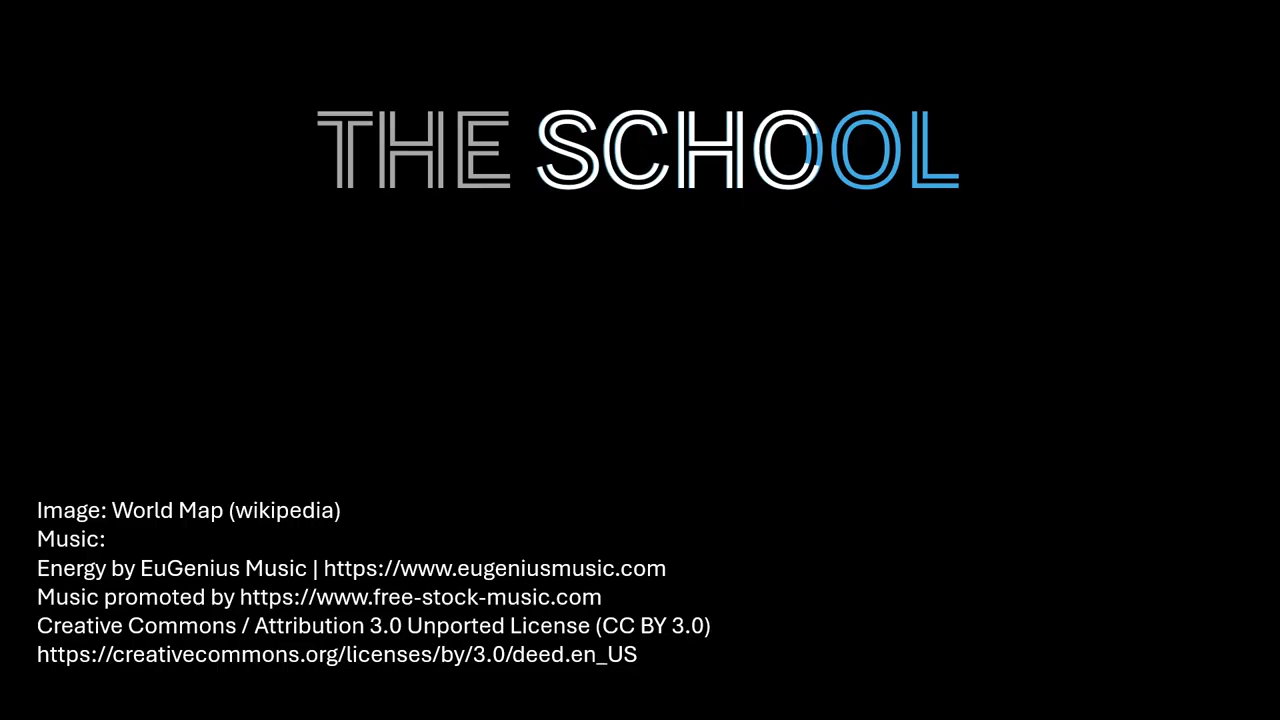 THE SCHOOL
Image: World Map (wikipedia)
Music:
Energy by EuGenius Music | https://www.eugeniusmusic.com
Music promoted by https://www.free-stock-music.com
Creative Commons / Attribution 3.0 Unported License (CC BY 3.0)
https://creativecommons.org/licenses/by/3.0/deed.en_US